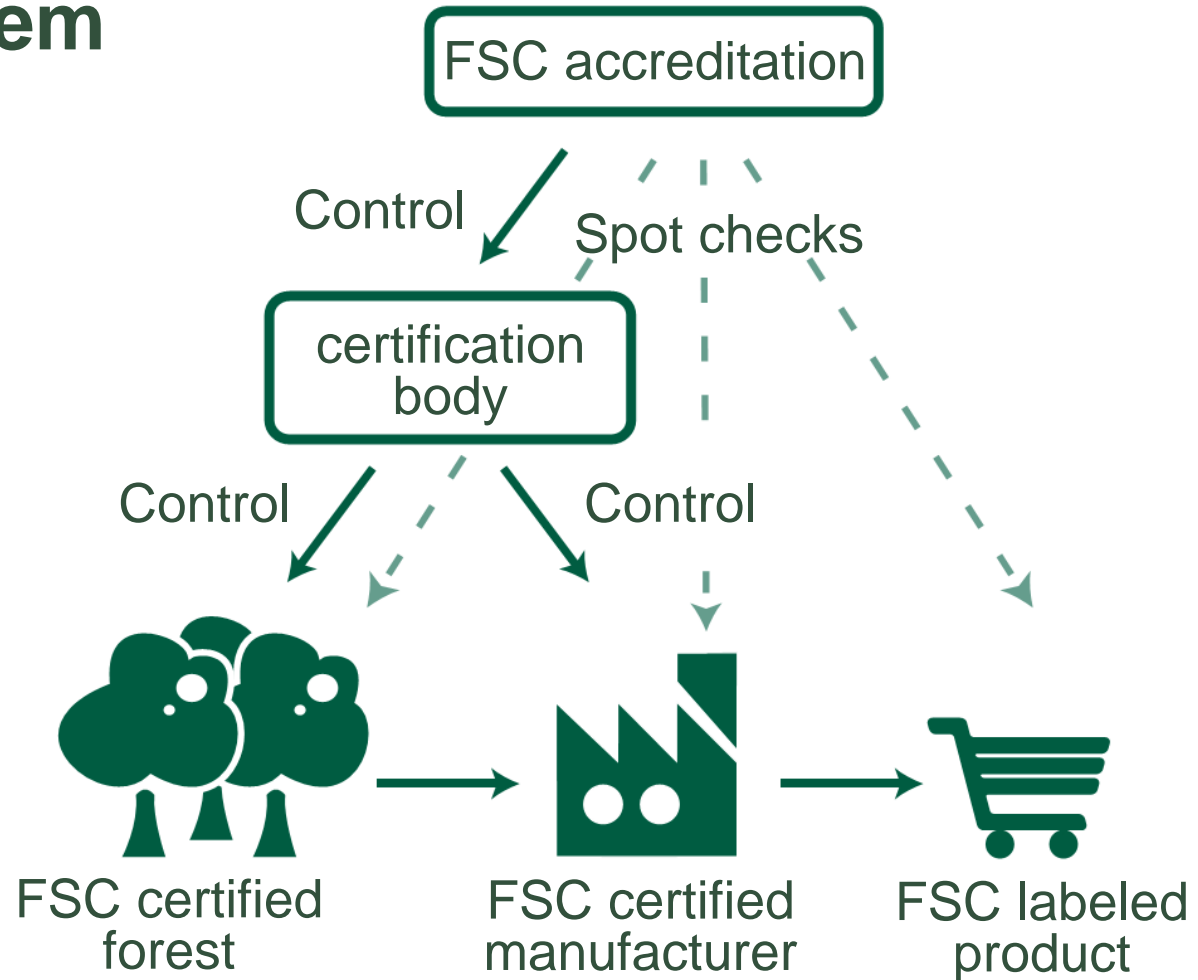 em
FSC accreditation
Control
Spot checks
certification
body
Control
Control
FSC certified
forest
FSC certified
manufacturer
FSC labeled
product